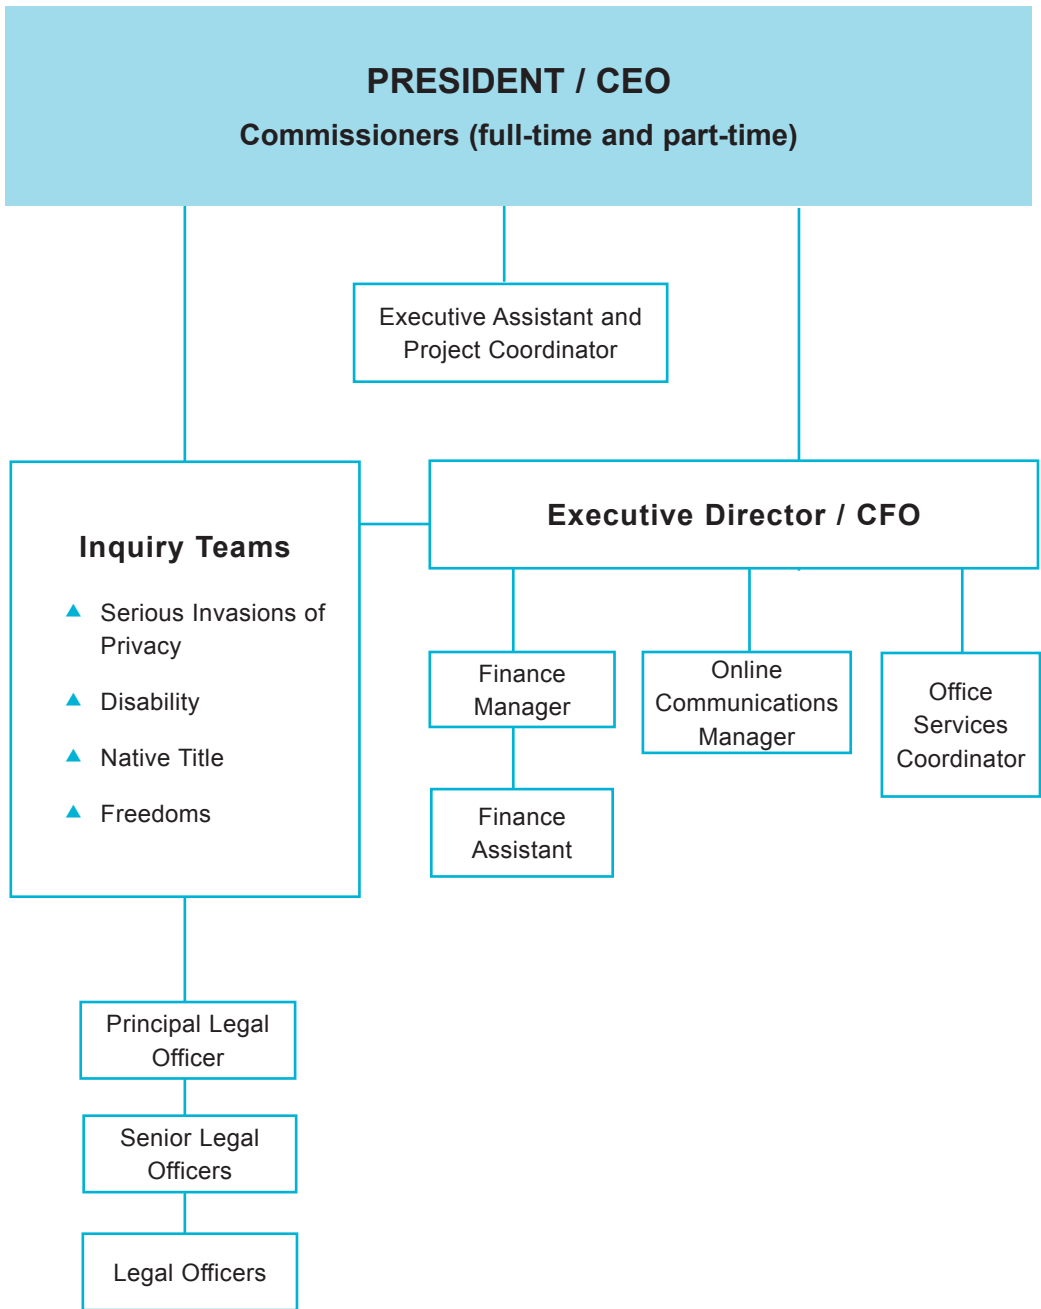 PRESIDENT / CEO
Commissioners (full-time and part-time)
Executive Assistant and
Project Coordinator
Inquiry Teams
Serious Invasions of
Privacy
Disability
Native Title
Freedoms
Executive Director / CFO
Finance
Manager
Online
Communications
Manager
Office
Services
Coordinator
Finance
Assistant
Principal Legal
Officer
Senior Legal
Officers
Legal Officers